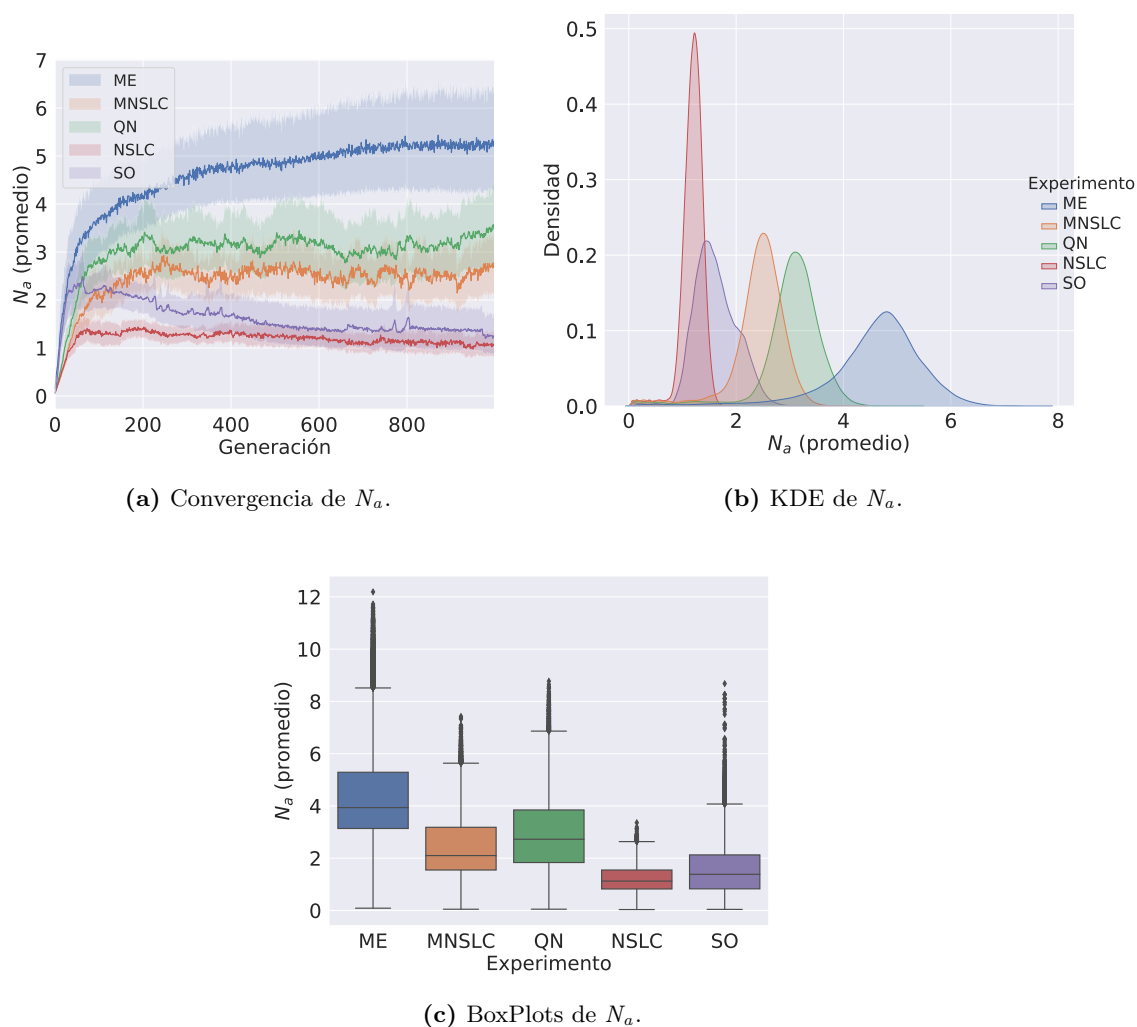 7
6
5
4
3
2
1
0
ME
MNSLC
QN
NSLC
SO
N_a (promedio)
0 200 400 600 800
Generación
(a) Convergencia de N_a.
0.5
0.4
0.3
0.2
0.1
0.0
Densidad
0 2 4 6 8
N_a (promedio)
Experimento
ME
MNSLC
QN
NSLC
SO
(b) KDE de N_a.
12
10
8
6
4
2
0
N_a (promedio)
ME MNSLC QN NSLC SO
Experimento
(c) BoxPlots de N_a.